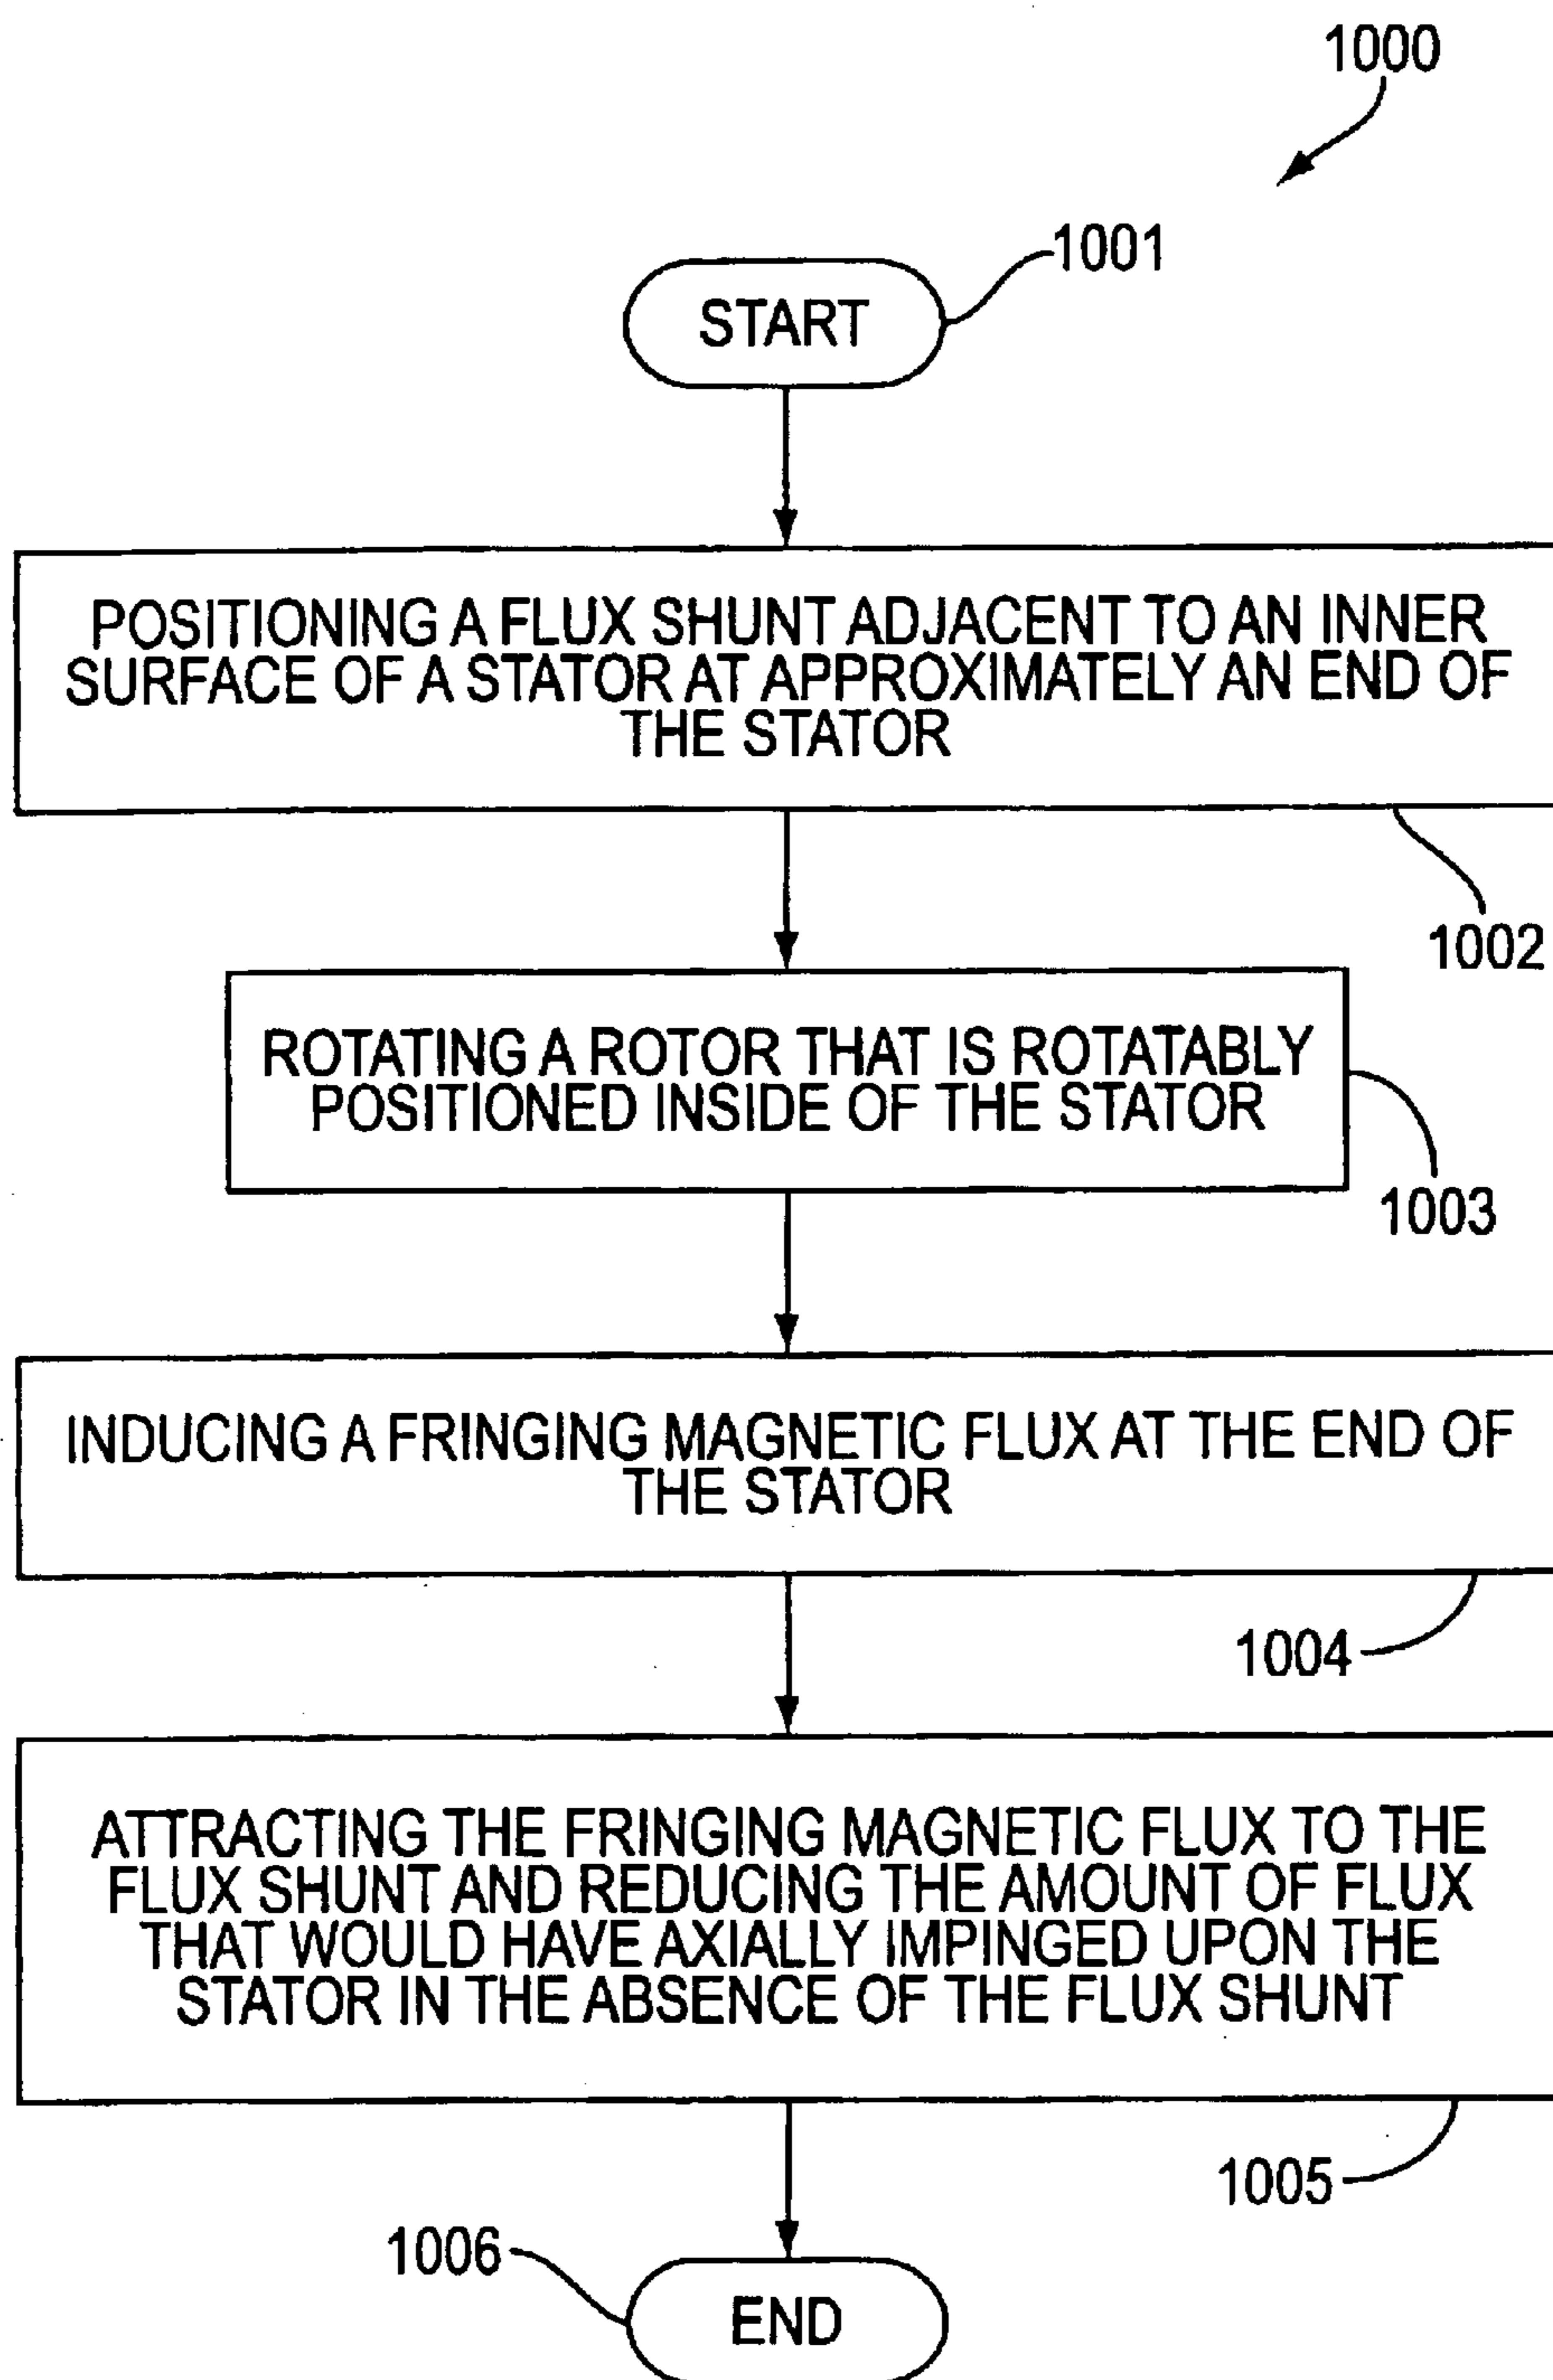 1000
1001
START
POSITIONING A FLUX SHUNT ADJACENT TO AN INNER
SURFACE OF A STATOR AT APPROXIMATELY AN END OF
THE STATOR
1002
ROTATING A ROTOR THAT IS ROTATABLY
POSITIONED INSIDE OF THE STATOR
1003
INDUCING A FRINGING MAGNETIC FLUX AT THE END OF
THE STATOR
1004
ATTRACTING THE FRINGING MAGNETIC FLUX TO THE
FLUX SHUNT AND REDUCING THE AMOUNT OF FLUX
THAT WOULD HAVE AXIALLY IMPINGED UPON THE
STATOR IN THE ABSENCE OF THE FLUX SHUNT
1005
1006
END